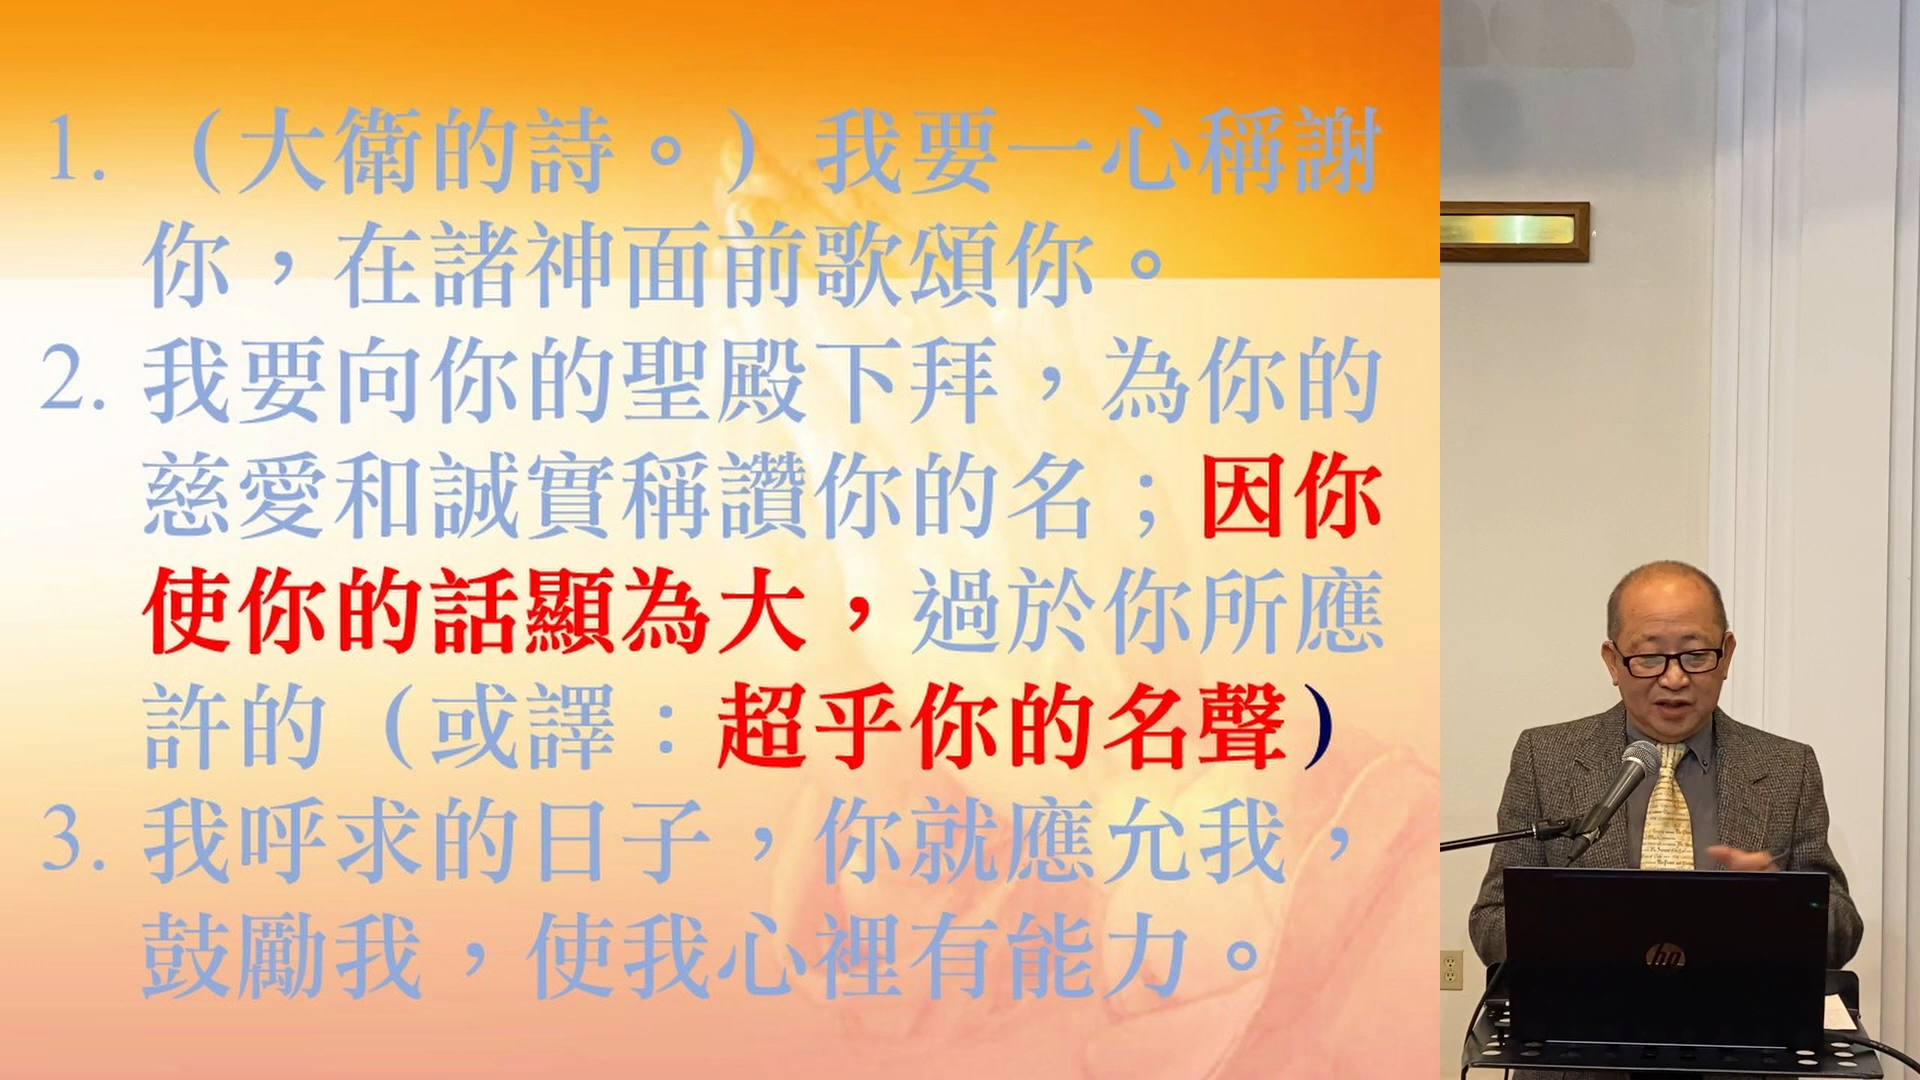 1. （大衛的詩。）我要一心稱謝
你，在諸神面前歌頌你。
2. 我要向你的聖殿下拜，為你的
慈愛和誠實稱讚你的名；因你
使你的話顯為大，過於你所應
許的（或譯：超乎你的名聲）
3. 我呼求的日子，你就應允我，
鼓勵我，使我心裡有能力。
hp